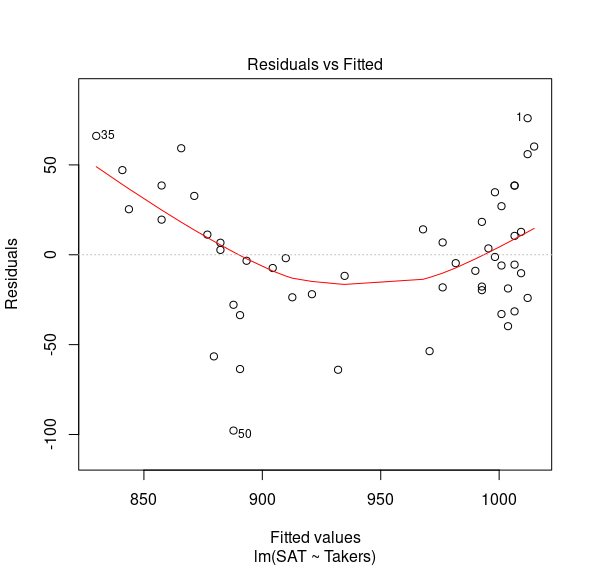 Residuals vs Fitted
1
35
50
Residuals
50
0
-50
-100
850 900 950 1000
Fitted values
lm(SAT ~ Takers)